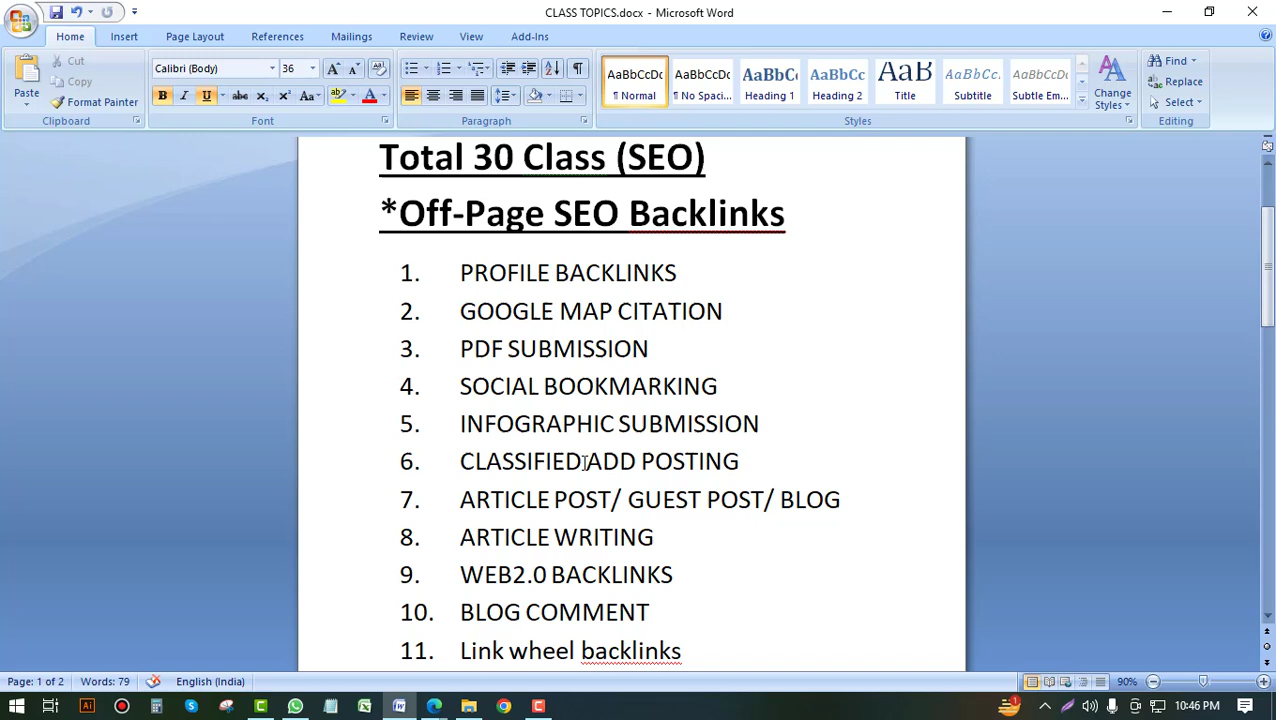 CLASS TOPICS.docx - Microsoft Word
Home Insert Page Layout References Mailings Review View Add-Ins
Paste
Cut
Copy
Format Painter
Clipboard
Calibri (Body) 36
B I U abc x₂ x² Aa
Font
Paragraph
AaBbCcDc AaBbCcDc AaBbCc AaBbCc AaB AaBbCc. AaBbCcDc
¶ Normal ¶ No Spaci... Heading 1 Heading 2 Title Subtitle Subtle Em...
Change
Styles
Styles
Find
Replace
Select
Editing
Total 30 Class (SEO)
*Off-Page SEO Backlinks
1. PROFILE BACKLINKS
2. GOOGLE MAP CITATION
3. PDF SUBMISSION
4. SOCIAL BOOKMARKING
5. INFOGRAPHIC SUBMISSION
6. CLASSIFIED ADD POSTING
7. ARTICLE POST/ GUEST POST/ BLOG
8. ARTICLE WRITING
9. WEB2.0 BACKLINKS
10. BLOG COMMENT
11. Link wheel backlinks
Page: 1 of 2 Words: 79 English (India) 90%
10:46 PM